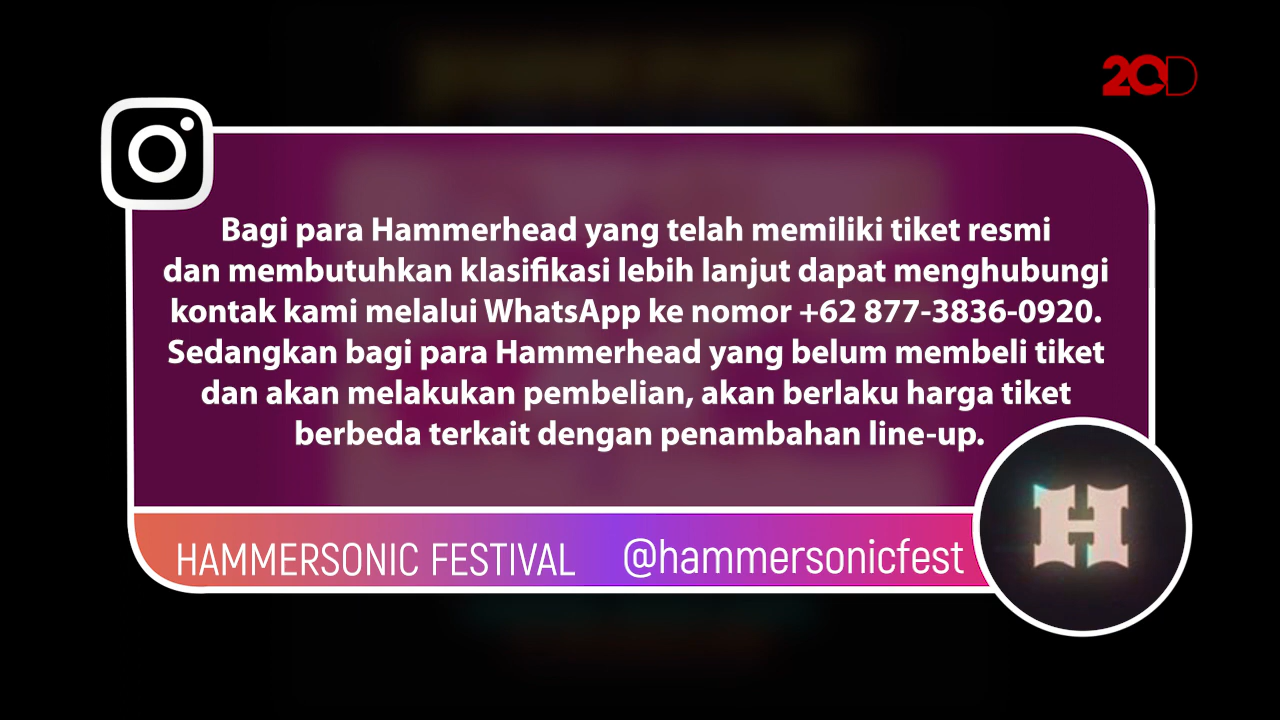 20D
Bagi para Hammerhead yang telah memiliki tiket resmi
dan membutuhkan klasifikasi lebih lanjut dapat menghubungi
kontak kami melalui WhatsApp ke nomor +62 877-3836-0920.
Sedangkan bagi para Hammerhead yang belum membeli tiket
dan akan melakukan pembelian, akan berlaku harga tiket
berbeda terkait dengan penambahan line-up.
H
HAMMERSONIC FESTIVAL @hammersonicfest